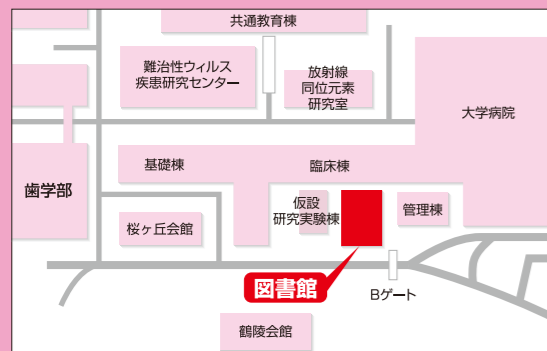 共通教育棟
難治性ウィルス
疾患研究センター
放射線
同位元素
研究室
大学病院
基礎棟
臨床棟
歯学部
仮設
研究実験棟
管理棟
桜ヶ丘会館
図書館
Bゲート
鶴陵会館